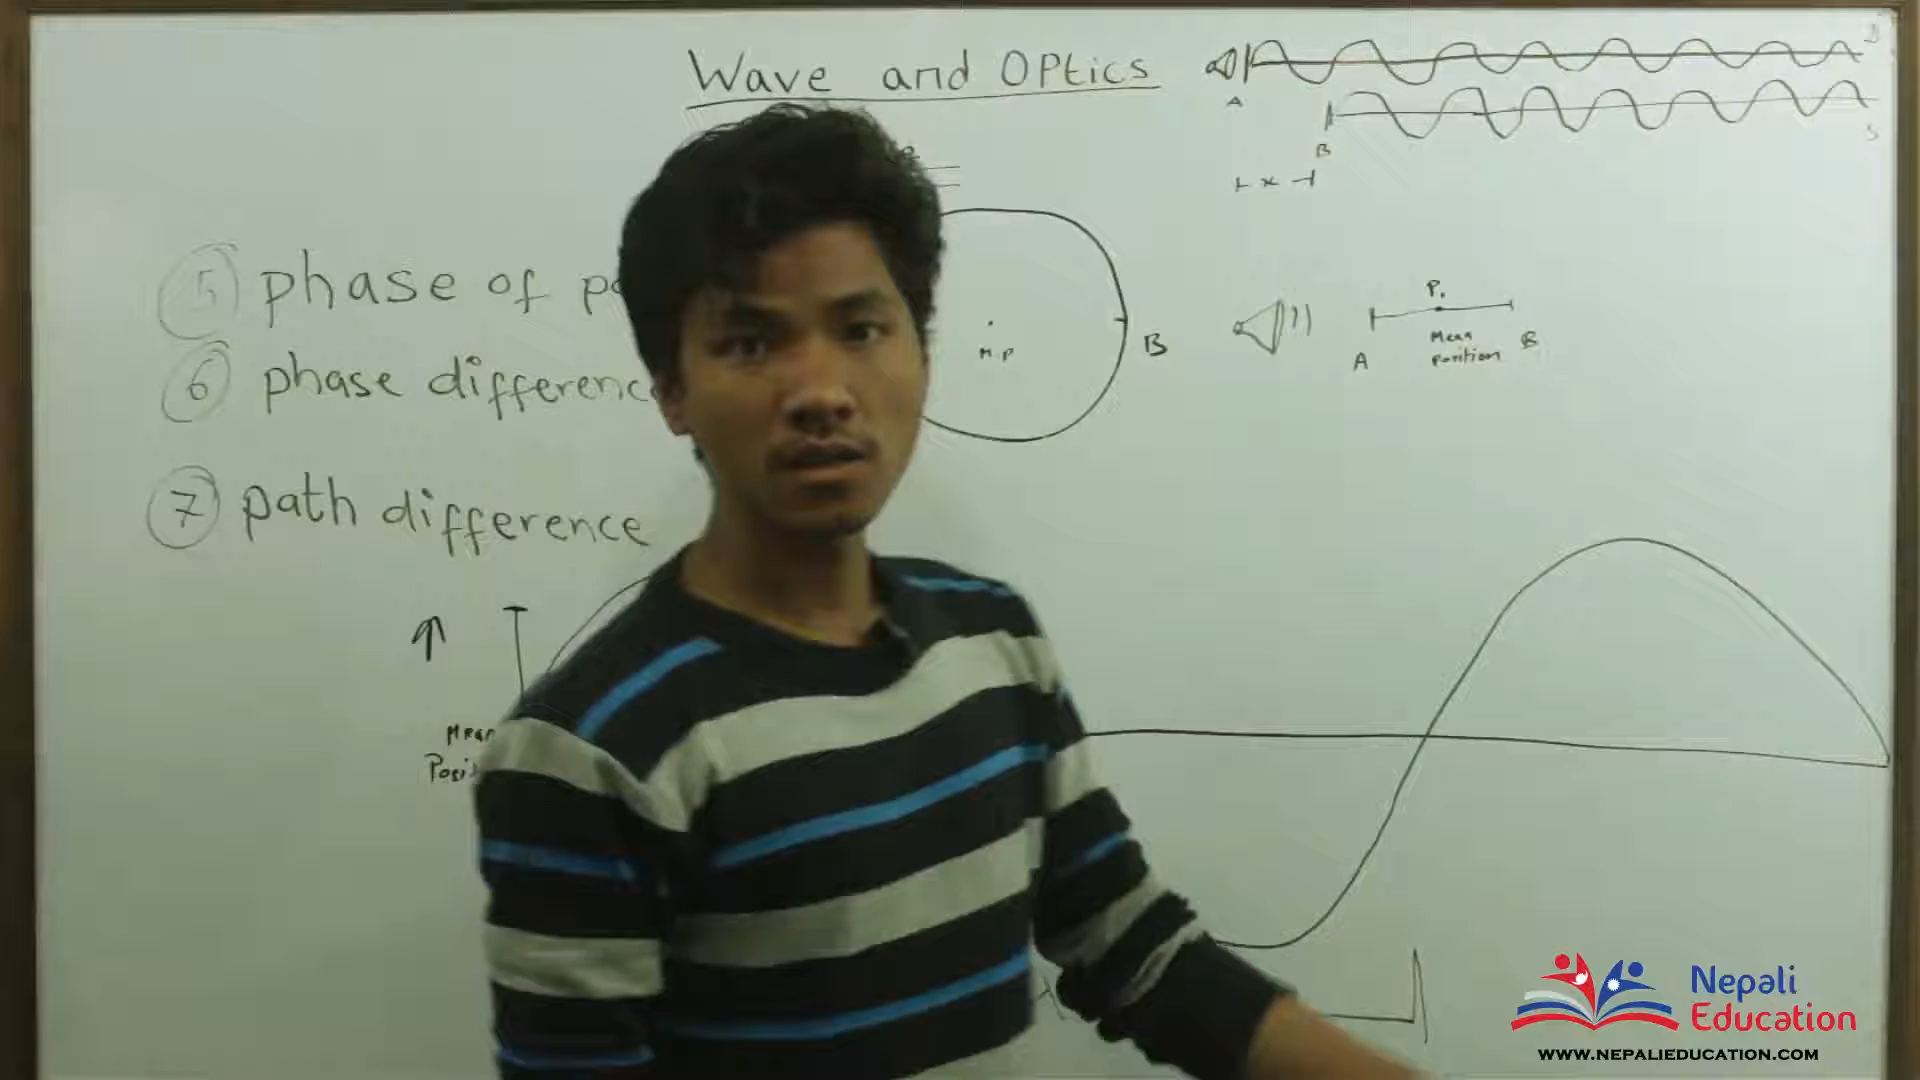 Wave and Optics
A
B
x
5 phase of
6 phase difference
7 path difference
M.P
B
P.
Mean
position
A
B
Mean
Nepali
Education
WWW.NEPALIEDUCATION.COM